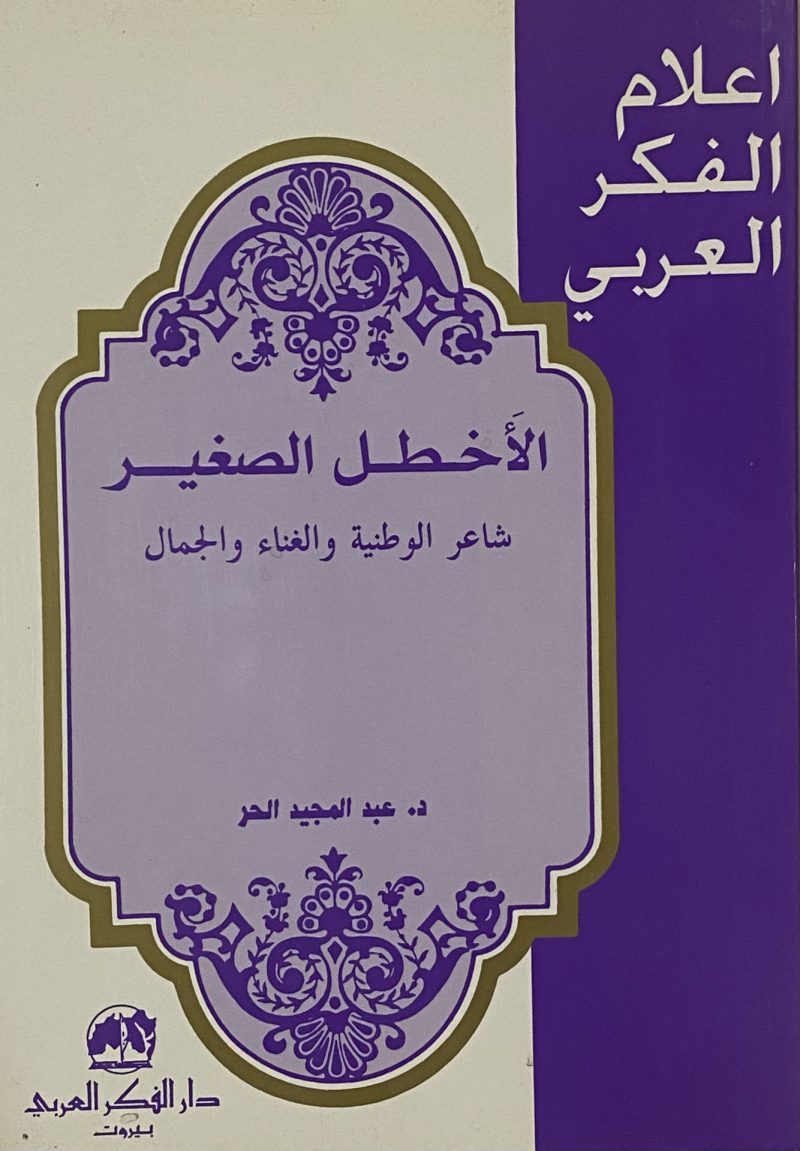 اعلام
الفكر
العربي
الأَخطل الصغير
شاعر الوطنية والغناء والجمال
د. عبد المجيد الحر
دار الفكر العربي
بيروت